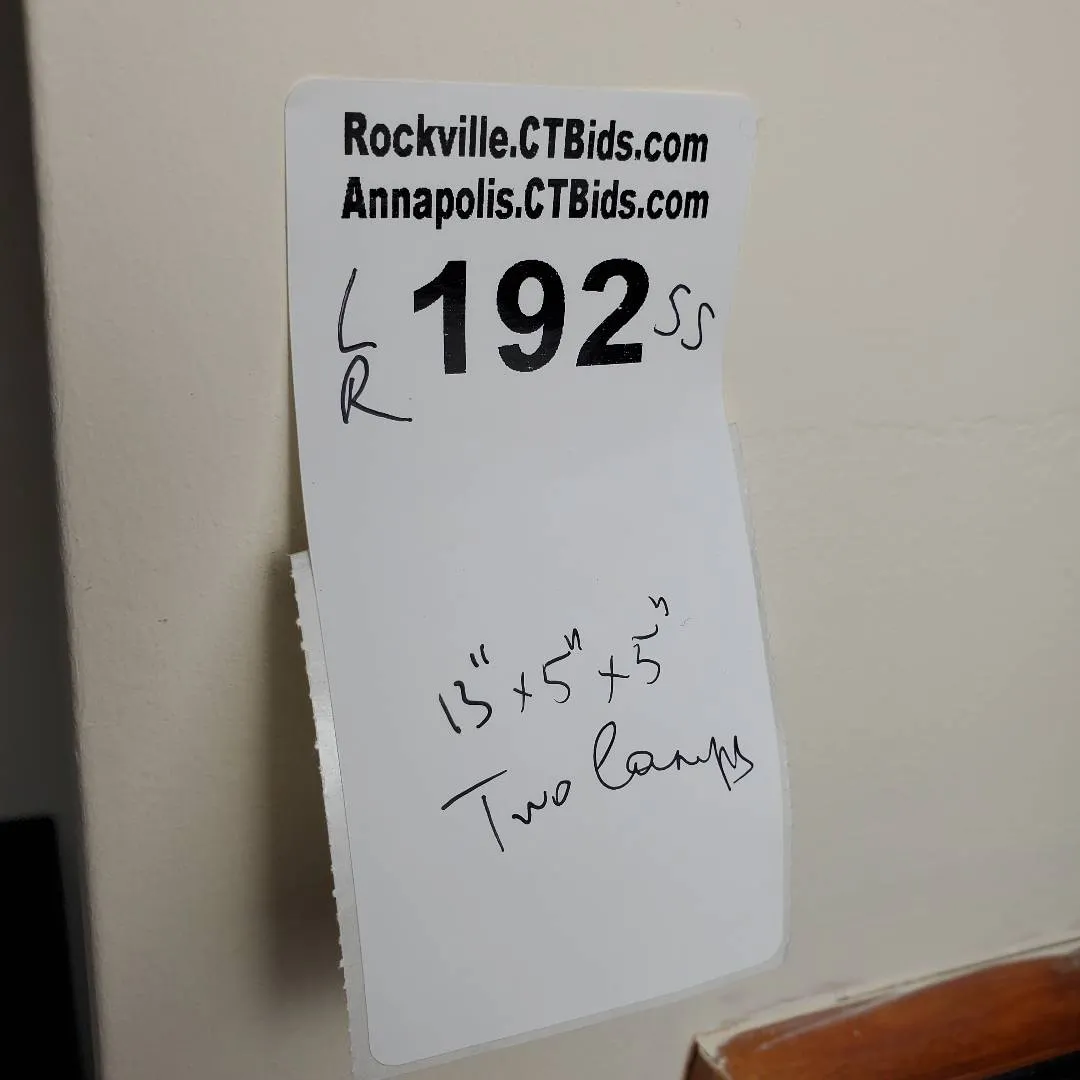 Rockville.CTBids.com
Annapolis.CTBids.com
L 192 SS
R
13" x 5" x 5"
Two lamps